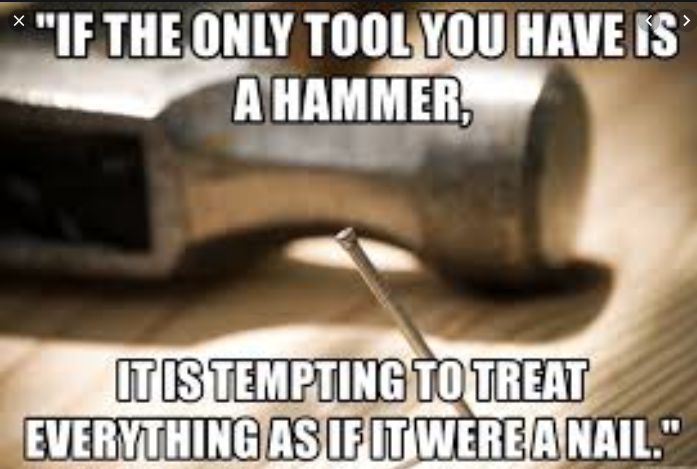 "IF THE ONLY TOOL YOU HAVE IS
A HAMMER,
IT IS TEMPTING TO TREAT
EVERYTHING AS IF IT WERE A NAIL."